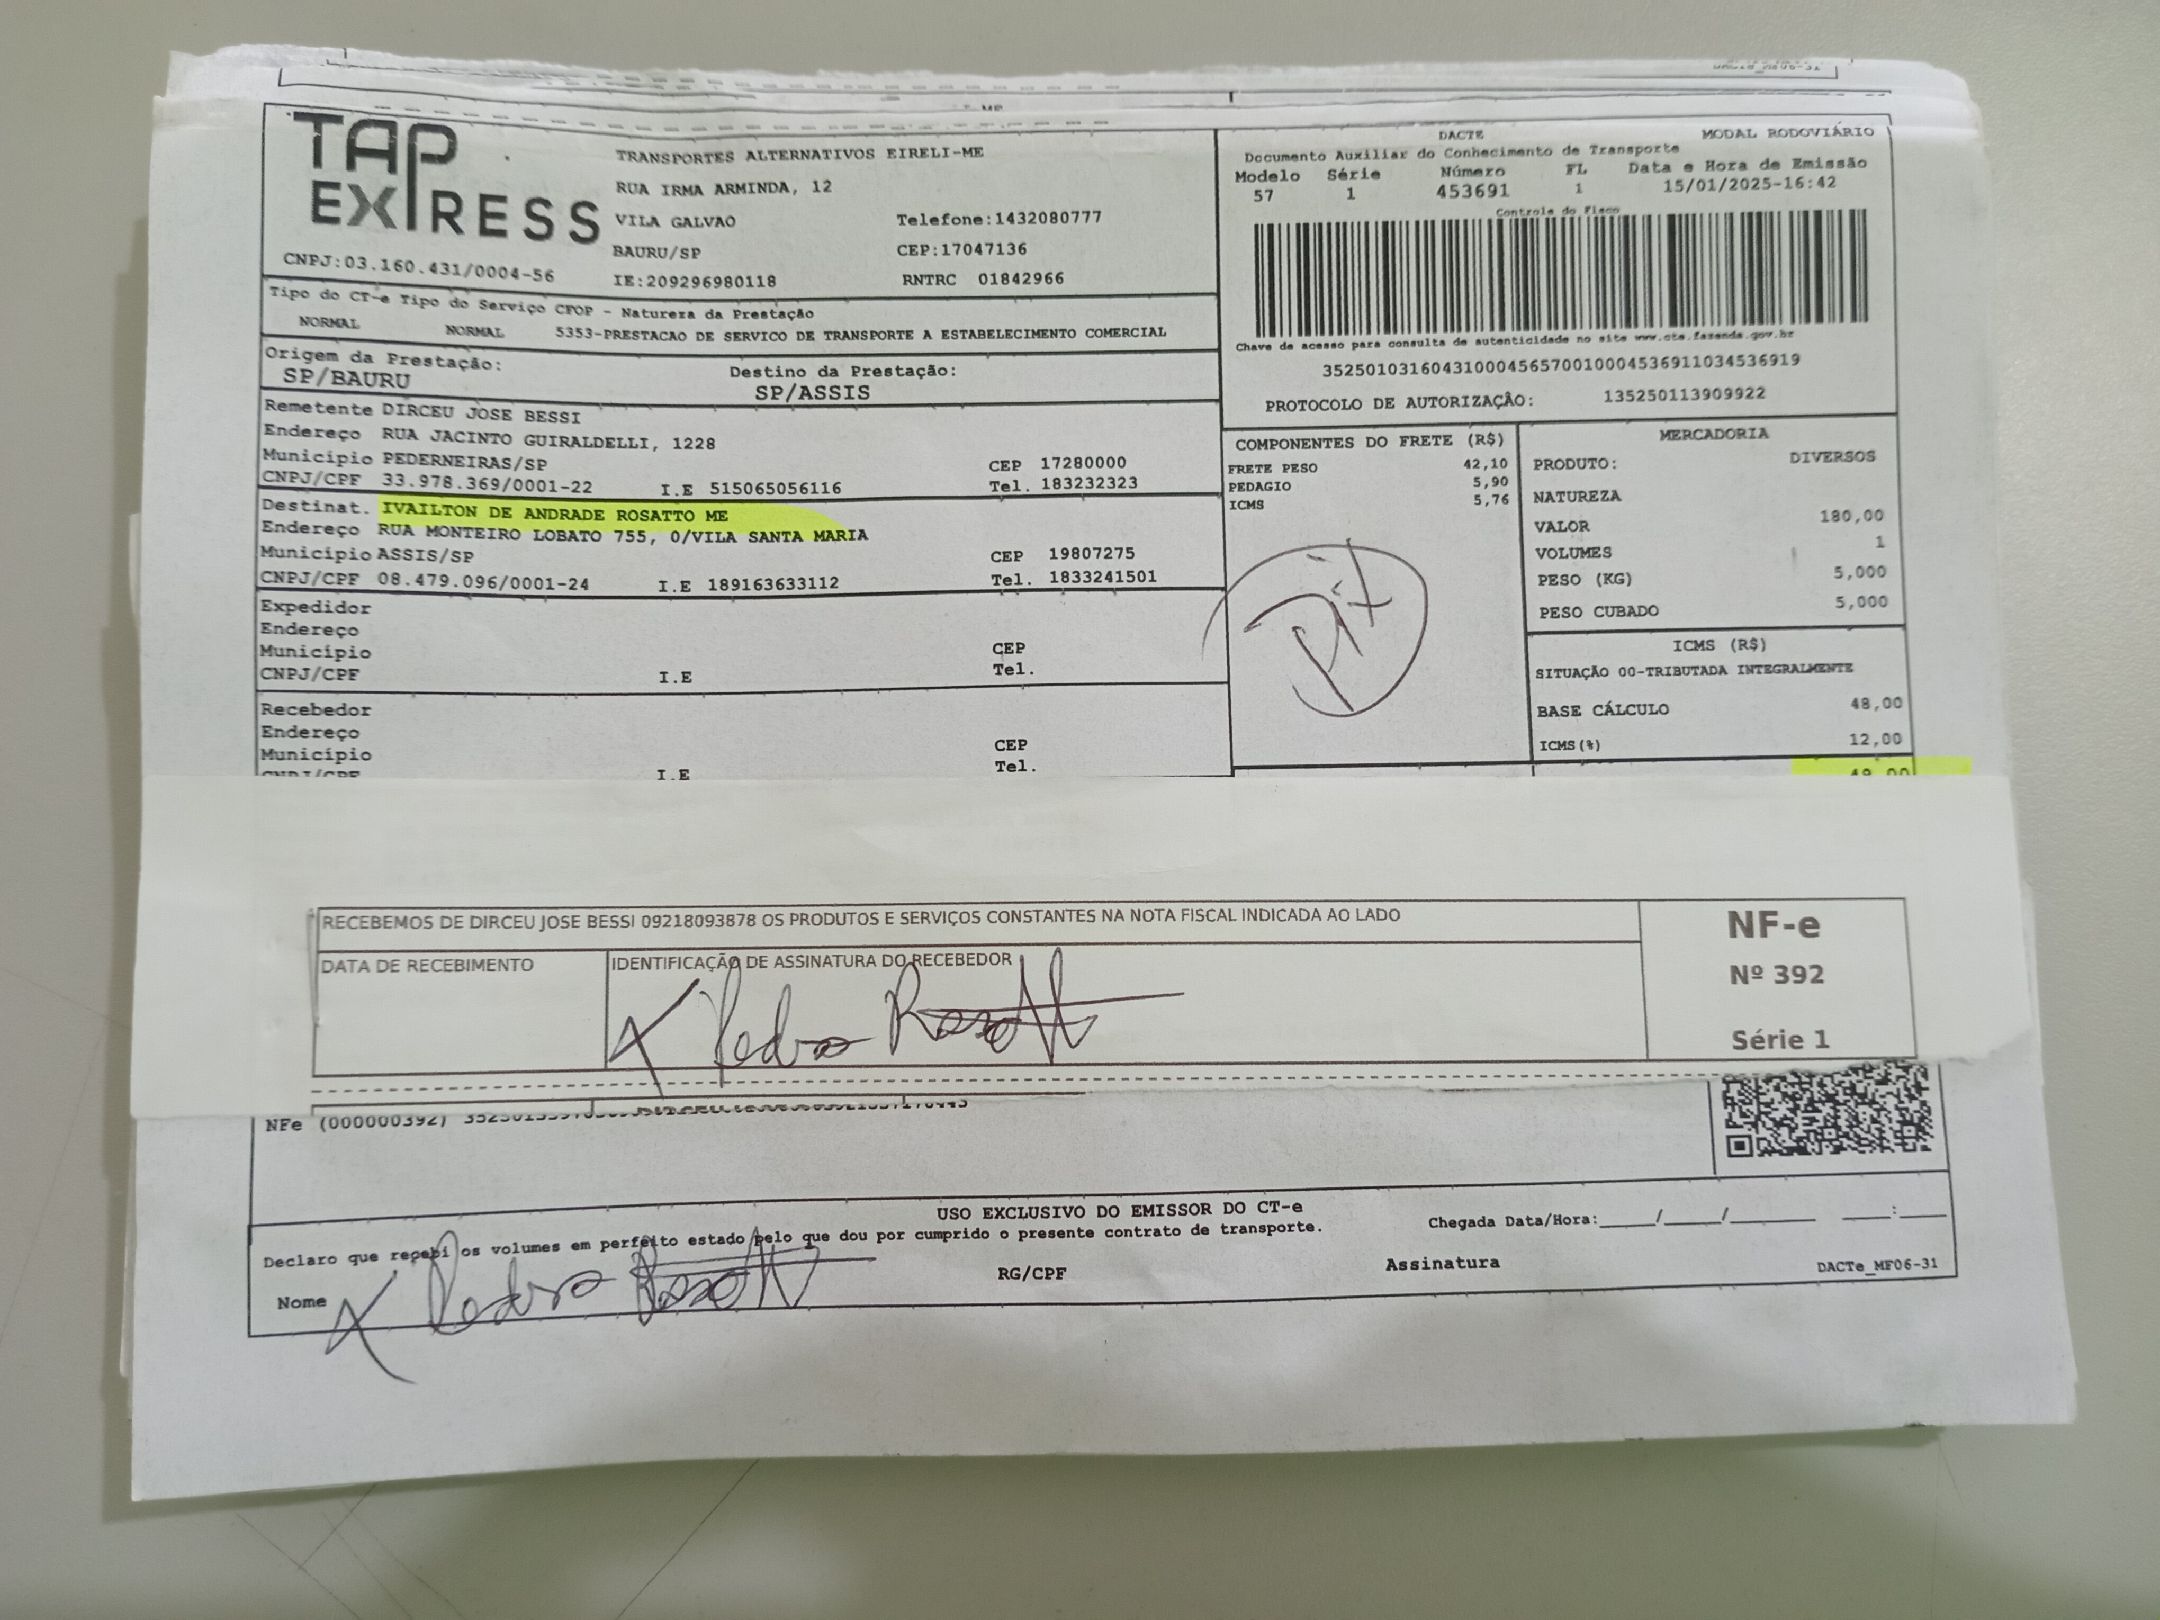 TAP EXPRESS
CNPJ:03.160.431/0004-56
TRANSPORTES ALTERNATIVOS EIRELI-ME
RUA IRMA ARMINDA, 12
VILA GALVAO Telefone:1432080777
BAURU/SP CEP:17047136
IE:209296980118 RNTRC 01842966
DACTE MODAL RODOVIÁRIO
Documento Auxiliar do Conhecimento de Transporte
Modelo Série Número FL Data e Hora de Emissão
57 1 453691 1 15/01/2025-16:42
Controle do Fisco
Chave de acesso para consulta de autenticidade no site www.cte.fazenda.gov.br
35250103160431000456570010004536911034536919
PROTOCOLO DE AUTORIZAÇÃO: 135250113909922
Tipo do CT-e Tipo do Serviço CFOP - Natureza da Prestação
NORMAL NORMAL 5353-PRESTACAO DE SERVICO DE TRANSPORTE A ESTABELECIMENTO COMERCIAL
Origem da Prestação: Destino da Prestação:
SP/BAURU SP/ASSIS
Remetente DIRCEU JOSE BESSI
Endereço RUA JACINTO GUIRALDELLI, 1228
Município PEDERNEIRAS/SP CEP 17280000
CNPJ/CPF 33.978.369/0001-22 I.E 515065056116 Tel. 183232323
Destinat. IVAILTON DE ANDRADE ROSATTO ME
Endereço RUA MONTEIRO LOBATO 755, 0/VILA SANTA MARIA
Município ASSIS/SP CEP 19807275
CNPJ/CPF 08.479.096/0001-24 I.E 189163633112 Tel. 1833241501
Expedidor
Endereço
Município CEP
CNPJ/CPF I.E Tel.
Recebedor
Endereço
Município CEP
CNPJ/CPF I.E Tel.
COMPONENTES DO FRETE (R$)
FRETE PESO 42,10
PEDAGIO 5,90
ICMS 5,76
Pix
MERCADORIA
PRODUTO: DIVERSOS
NATUREZA
VALOR 180,00
VOLUMES 1
PESO (KG) 5,000
PESO CUBADO 5,000
ICMS (R$)
SITUAÇÃO 00-TRIBUTADA INTEGRALMENTE
BASE CÁLCULO 48,00
ICMS(%) 12,00
48,00
RECEBEMOS DE DIRCEU JOSE BESSI 09218093878 OS PRODUTOS E SERVIÇOS CONSTANTES NA NOTA FISCAL INDICADA AO LADO
DATA DE RECEBIMENTO IDENTIFICAÇÃO DE ASSINATURA DO RECEBEDOR
X Pedro Rosatto
NF-e
Nº 392
Série 1
NFe (000000392)
USO EXCLUSIVO DO EMISSOR DO CT-e
Declaro que recebi os volumes em perfeito estado pelo que dou por cumprido o presente contrato de transporte.
Chegada Data/Hora:_____/_____/________ ____:____
Nome X Pedro Rosatto RG/CPF Assinatura
DACTe_MF06-31